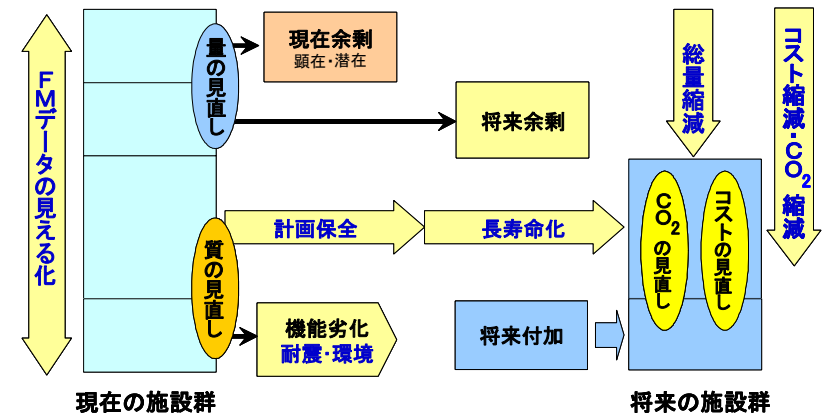 FMデータの見える化
量の見直し
現在余剰
顕在・潜在
将来余剰
総量縮減
コスト縮減・CO2縮減
質の見直し
計画保全
長寿命化
CO2の見直し
コストの見直し
機能劣化
耐震・環境
将来付加
現在の施設群
将来の施設群